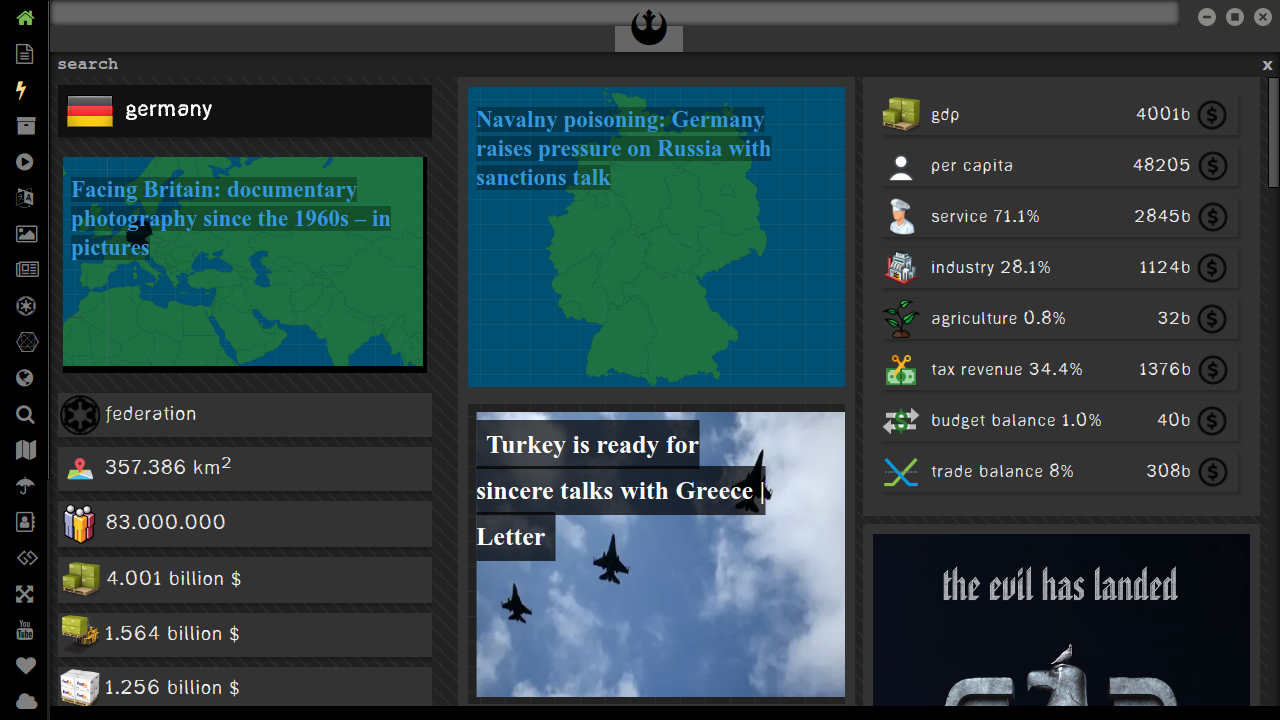 search
x
germany
Facing Britain: documentary
photography since the 1960s – in
pictures
federation
357.386 km²
83.000.000
4.001 billion $
1.564 billion $
1.256 billion $
Navalny poisoning: Germany
raises pressure on Russia with
sanctions talk
Turkey is ready for
sincere talks with Greece |
Letter
gdp 4001b $
per capita 48205 $
service 71.1% 2845b $
industry 28.1% 1124b $
agriculture 0.8% 32b $
tax revenue 34.4% 1376b $
budget balance 1.0% 40b $
trade balance 8% 308b $
the evil has landed
You
Tube